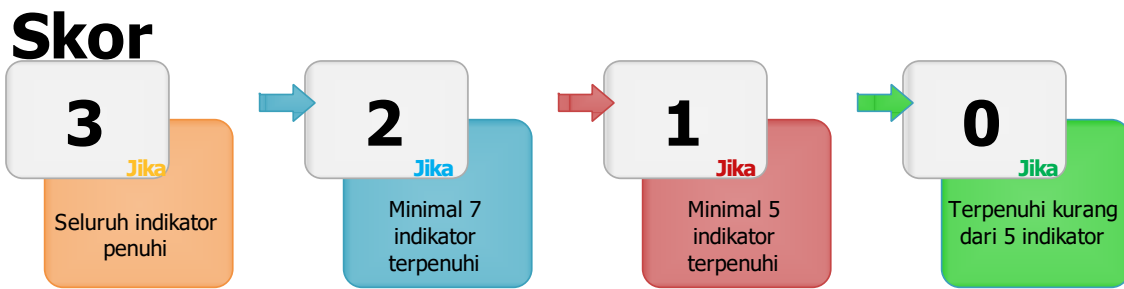 Skor
3
Jika
Seluruh indikator
penuhi
2
Jika
Minimal 7
indikator
terpenuhi
1
Jika
Minimal 5
indikator
terpenuhi
0
Jika
Terpenuhi kurang
dari 5 indikator